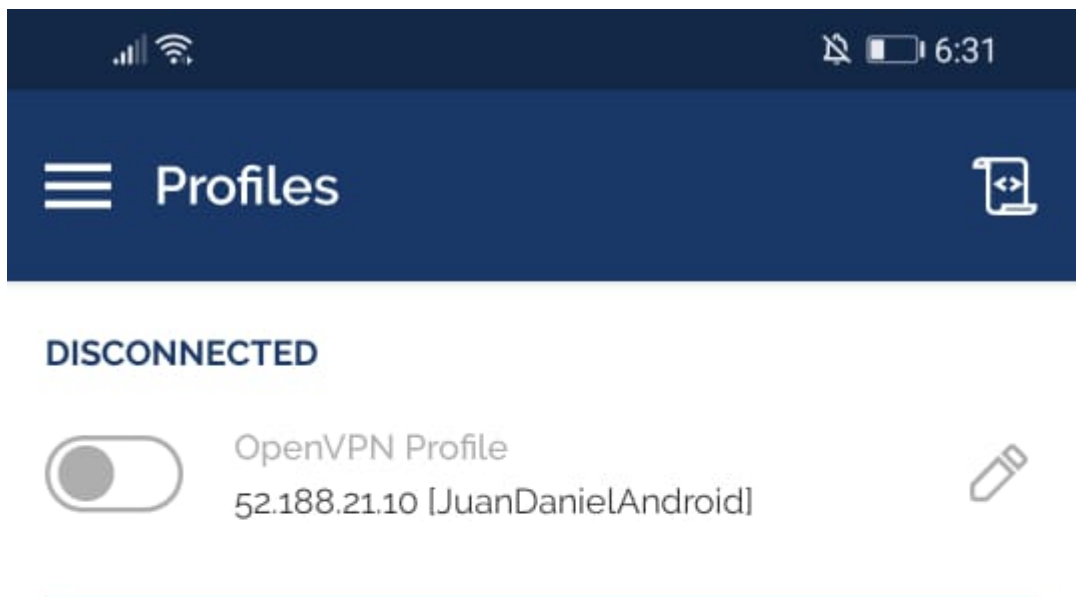 6:31
Profiles
DISCONNECTED
OpenVPN Profile
52.188.21.10 [JuanDanielAndroid]